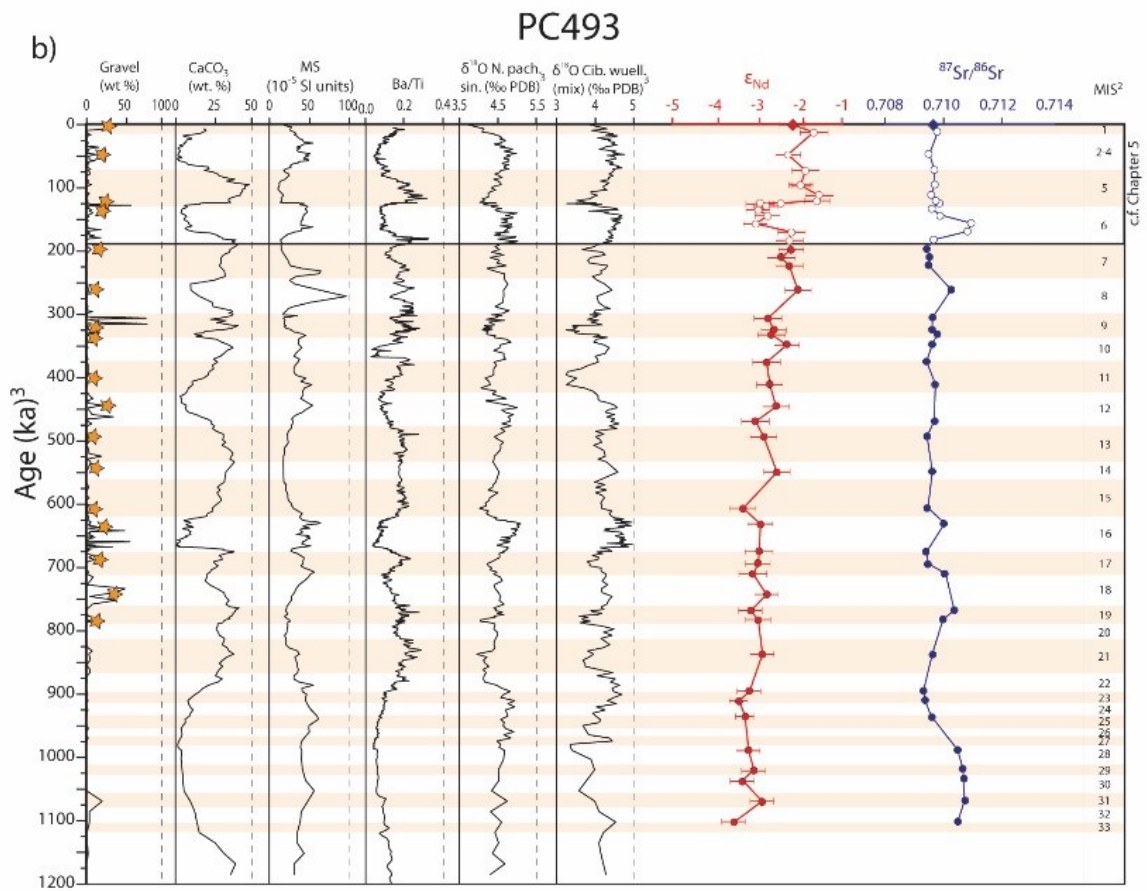 PC493
b)
Gravel (wt %)
CaCO₃ (wt. %)
MS (10⁻⁵ SI units)
Ba/Ti
δ¹⁸O N. pach. sin. (‰ PDB)³
δ¹⁸O Cib. wuell. (mix) (‰ PDB)³
εNd
⁸⁷Sr/⁸⁶Sr
MIS²
0 50 100
0 25 50
0 50 100
0.0 0.2 0.4
3.5 4.5 5.5
3 4 5
-5 -4 -3 -2 -1
0.708 0.710 0.712 0.714
Age (ka)³
0
100
200
300
400
500
600
700
800
900
1000
1100
1200
1
2-4
5
6
7
8
9
10
11
12
13
14
15
16
17
18
19
20
21
22
23
24
25
26
27
28
29
30
31
32
33
c.f. Chapter 5